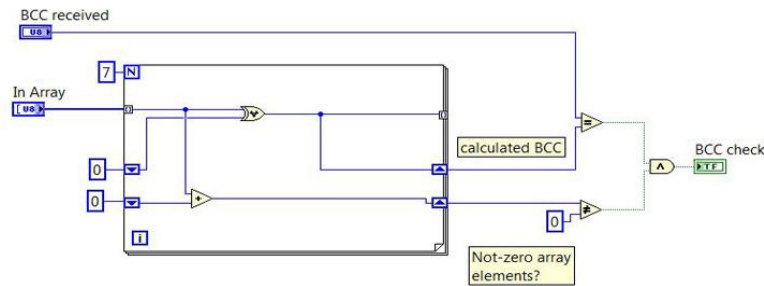 BCC received
U8
7
N
In Array
[U8]
0
0
i
+
calculated BCC
=
≠
0
∧
BCC check
TF
Not-zero array
elements?